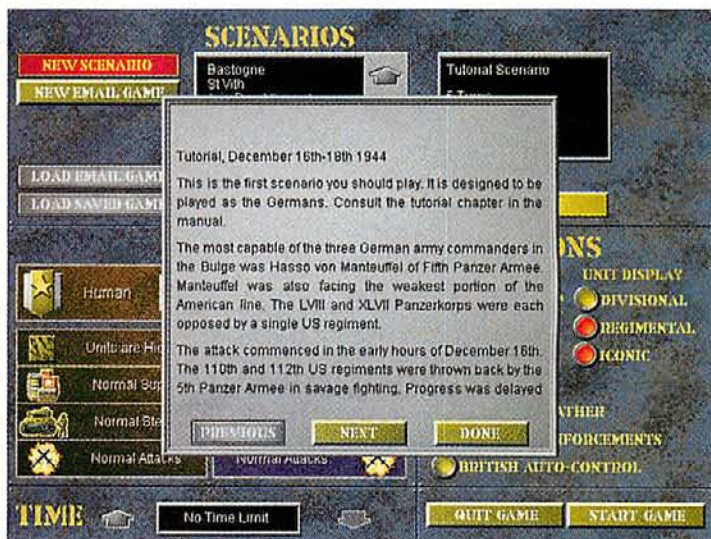 SCENARIOS
NEW SCENARIO
NEW EMAIL GAME
Bastogne
St Vith
Tutorial Scenario
5 Turns
LOAD EMAIL GAME
LOAD SAVED GAME
Tutorial, December 16th-18th 1944
This is the first scenario you should play. It is designed to be
played as the Germans. Consult the tutorial chapter in the
manual.
The most capable of the three German army commanders in
the Bulge was Hasso von Manteuffel of Fifth Panzer Armee.
Manteuffel was also facing the weakest portion of the
American line. The LVIII and XLVII Panzerkorps were each
opposed by a single US regiment.
The attack commenced in the early hours of December 16th.
The 110th and 112th US regiments were thrown back by the
5th Panzer Armee in savage fighting. Progress was delayed
PREVIOUS
NEXT
DONE
Human
Units are
Normal
Normal
Normal Attacks
Normal Attacks
UNIT DISPLAY
DIVISIONAL
REGIMENTAL
ICONIC
BRITISH AUTO-CONTROL
TIME
No Time Limit
QUIT GAME
START GAME